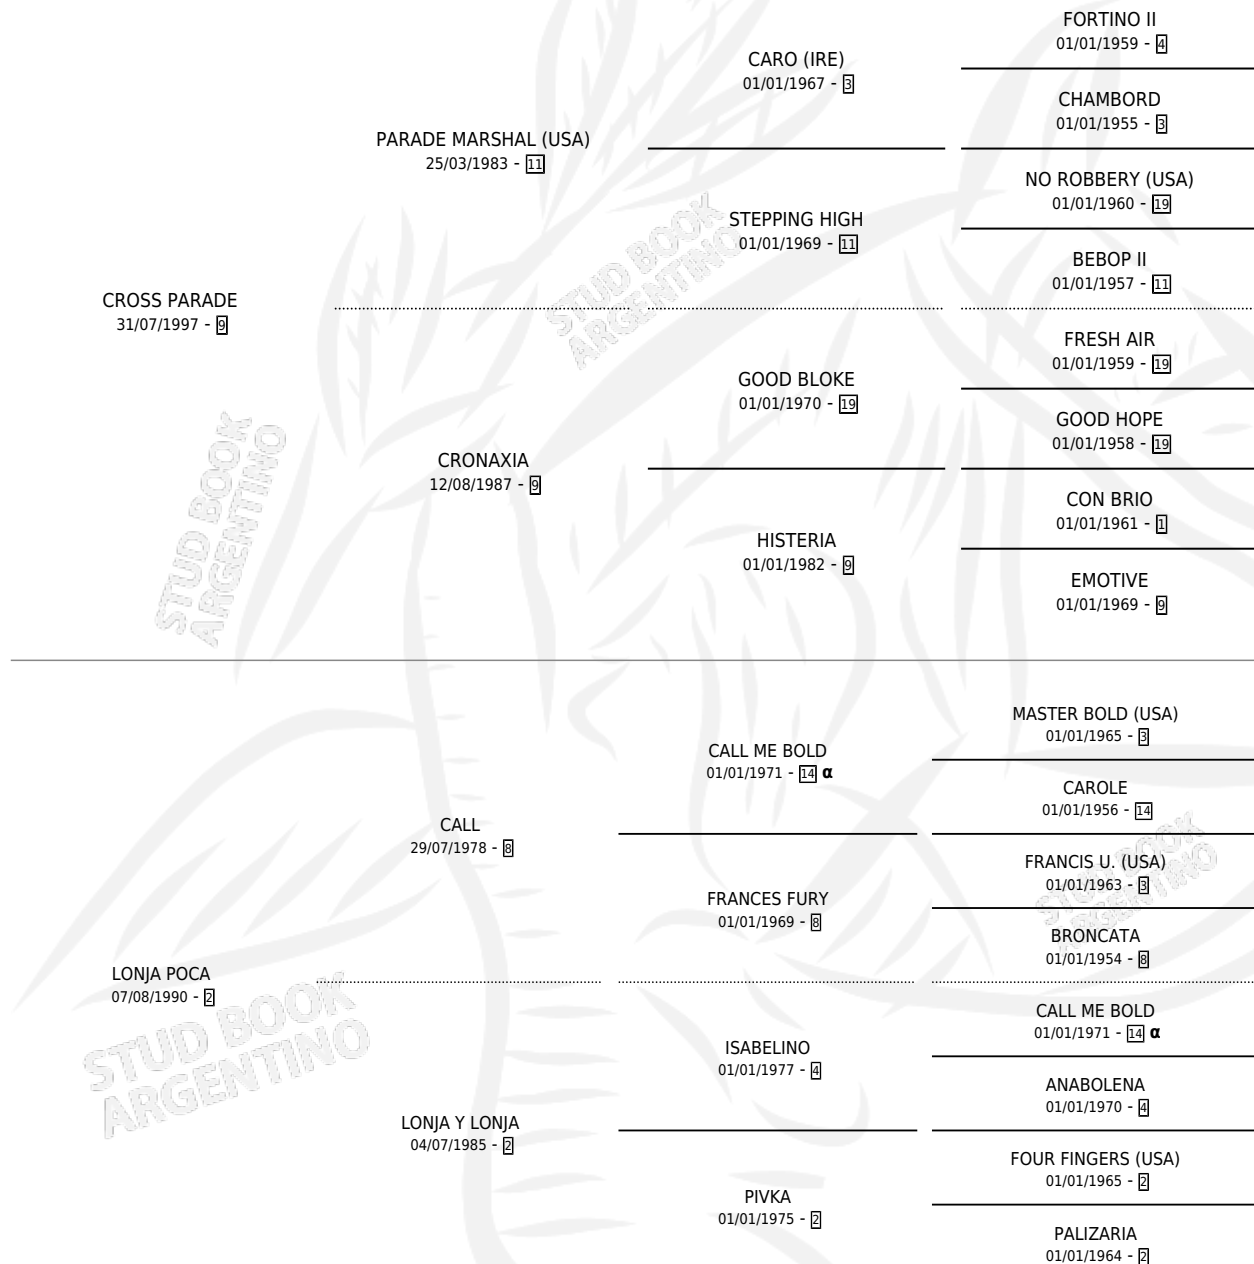 FORTINO II
01/01/1959 - 4
CARO (IRE)
01/01/1967 - 3
CHAMBORD
01/01/1955 - 3
PARADE MARSHAL (USA)
25/03/1983 - 11
NO ROBBERY (USA)
01/01/1960 - 19
STEPPING HIGH
01/01/1969 - 11
BEBOP II
01/01/1957 - 11
CROSS PARADE
31/07/1997 - 9
FRESH AIR
01/01/1959 - 19
GOOD BLOKE
01/01/1970 - 19
GOOD HOPE
01/01/1958 - 19
CRONAXIA
12/08/1987 - 9
CON BRIO
01/01/1961 - 1
HISTERIA
01/01/1982 - 9
EMOTIVE
01/01/1969 - 9
MASTER BOLD (USA)
01/01/1965 - 3
CALL ME BOLD
01/01/1971 - 14 α
CAROLE
01/01/1956 - 14
CALL
29/07/1978 - 8
FRANCIS U. (USA)
01/01/1963 - 3
FRANCES FURY
01/01/1969 - 8
BRONCATA
01/01/1954 - 8
LONJA POCA
07/08/1990 - 2
CALL ME BOLD
01/01/1971 - 14 α
ISABELINO
01/01/1977 - 4
ANABOLENA
01/01/1970 - 4
LONJA Y LONJA
04/07/1985 - 2
FOUR FINGERS (USA)
01/01/1965 - 2
PIVKA
01/01/1975 - 2
PALIZARIA
01/01/1964 - 2
STUD BOOK
ARGENTINO
STUD BOOK
ARGENTINO
STUD BOOK
ARGENTINO
STUD BOOK
ARGENTINO